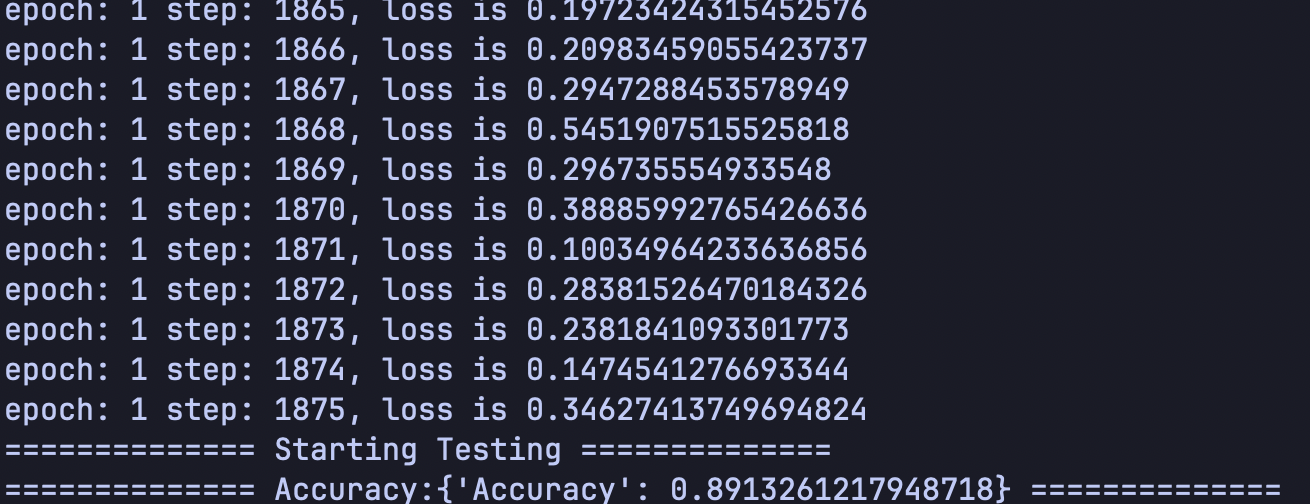 epoch: 1 step: 1865, loss is 0.19723424315452576
epoch: 1 step: 1866, loss is 0.20983459055423737
epoch: 1 step: 1867, loss is 0.2947288453578949
epoch: 1 step: 1868, loss is 0.5451907515525818
epoch: 1 step: 1869, loss is 0.296735554933548
epoch: 1 step: 1870, loss is 0.38885992765426636
epoch: 1 step: 1871, loss is 0.10034964233636856
epoch: 1 step: 1872, loss is 0.28381526470184326
epoch: 1 step: 1873, loss is 0.2381841093301773
epoch: 1 step: 1874, loss is 0.1474541276693344
epoch: 1 step: 1875, loss is 0.34627413749694824
============== Starting Testing ==============
============== Accuracy:{'Accuracy': 0.8913261217948718} ==============